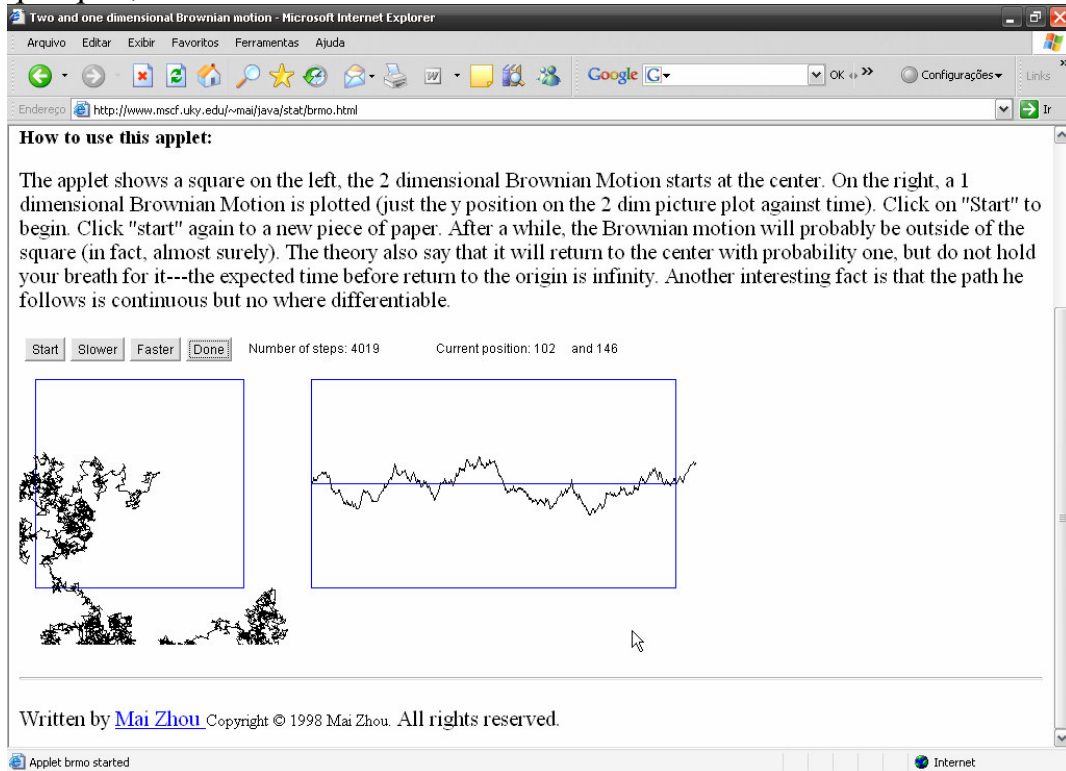 Two and one dimensional Brownian motion - Microsoft Internet Explorer
Arquivo Editar Exibir Favoritos Ferramentas Ajuda
Google G OK Configurações Links
Endereço http://www.mscf.uky.edu/~mai/java/stat/brmo.html Ir
How to use this applet:
The applet shows a square on the left, the 2 dimensional Brownian Motion starts at the center. On the right, a 1
dimensional Brownian Motion is plotted (just the y position on the 2 dim picture plot against time). Click on "Start" to
begin. Click "start" again to a new piece of paper. After a while, the Brownian motion will probably be outside of the
square (in fact, almost surely). The theory also say that it will return to the center with probability one, but do not hold
your breath for it---the expected time before return to the origin is infinity. Another interesting fact is that the path he
follows is continuous but no where differentiable.
Start Slower Faster Done Number of steps: 4019 Current position: 102 and 146
Written by Mai Zhou Copyright © 1998 Mai Zhou. All rights reserved.
Applet brmo started Internet